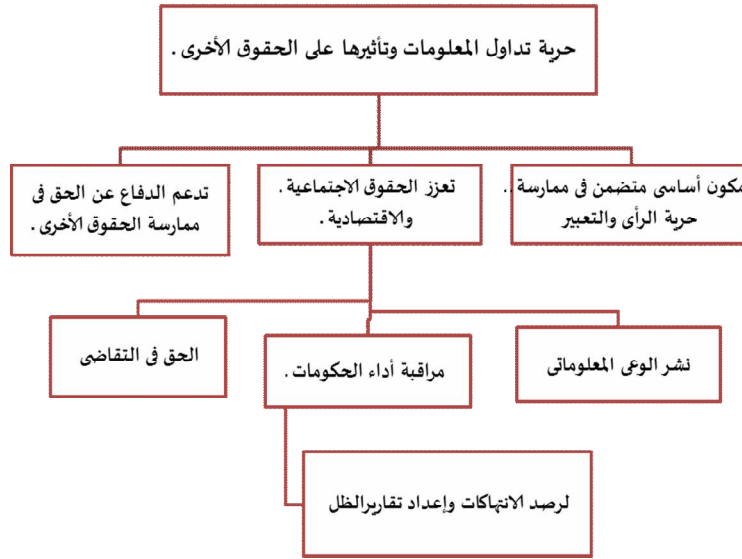 حرية تداول المعلومات وتأثيرها على الحقوق الأخرى .
مكون أساسى متضمن فى ممارسة ..
حرية الرأى والتعبير
تعزز الحقوق الاجتماعية .
والاقتصادية .
تدعم الدفاع عن الحق فى
ممارسة الحقوق الأخرى .
نشر الوعى المعلوماتى
مراقبة أداء الحكومات .
الحق فى التقاضى
لرصد الانتهاكات وإعداد تقاريرالظل